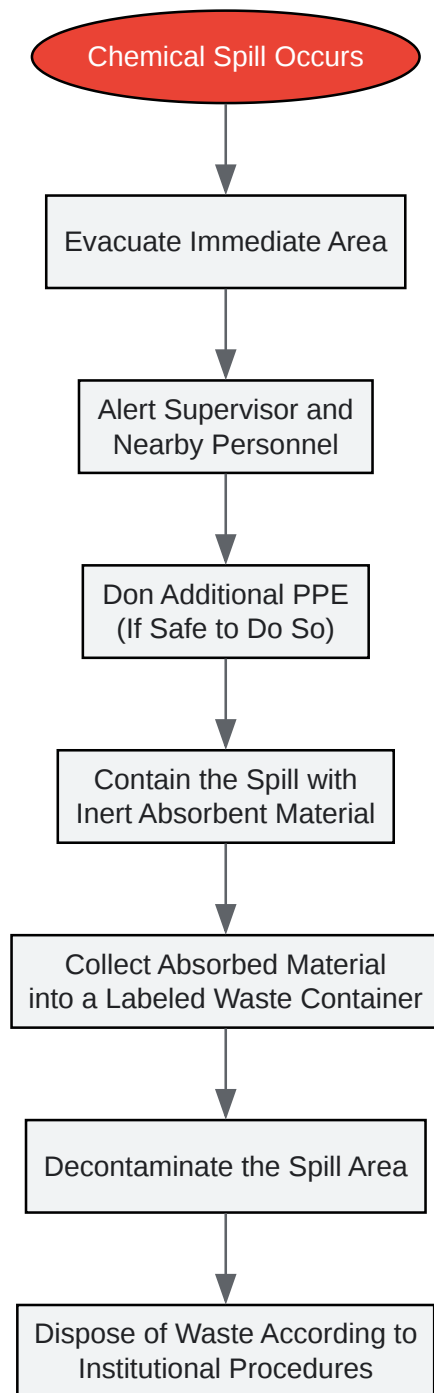 Chemical Spill Occurs
Evacuate Immediate Area
Alert Supervisor and
Nearby Personnel
Don Additional PPE
(If Safe to Do So)
Contain the Spill with
Inert Absorbent Material
Collect Absorbed Material
into a Labeled Waste Container
Decontaminate the Spill Area
Dispose of Waste According to
Institutional Procedures